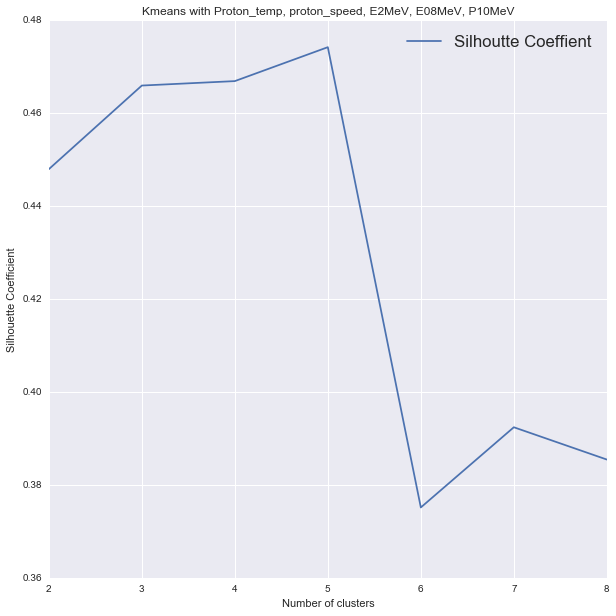 Kmeans with Proton_temp, proton_speed, E2MeV, E08MeV, P10MeV
Silhoutte Coeffient
0.48
0.46
0.44
0.42
0.40
0.38
0.36
Silhouette Coefficient
2 3 4 5 6 7 8
Number of clusters